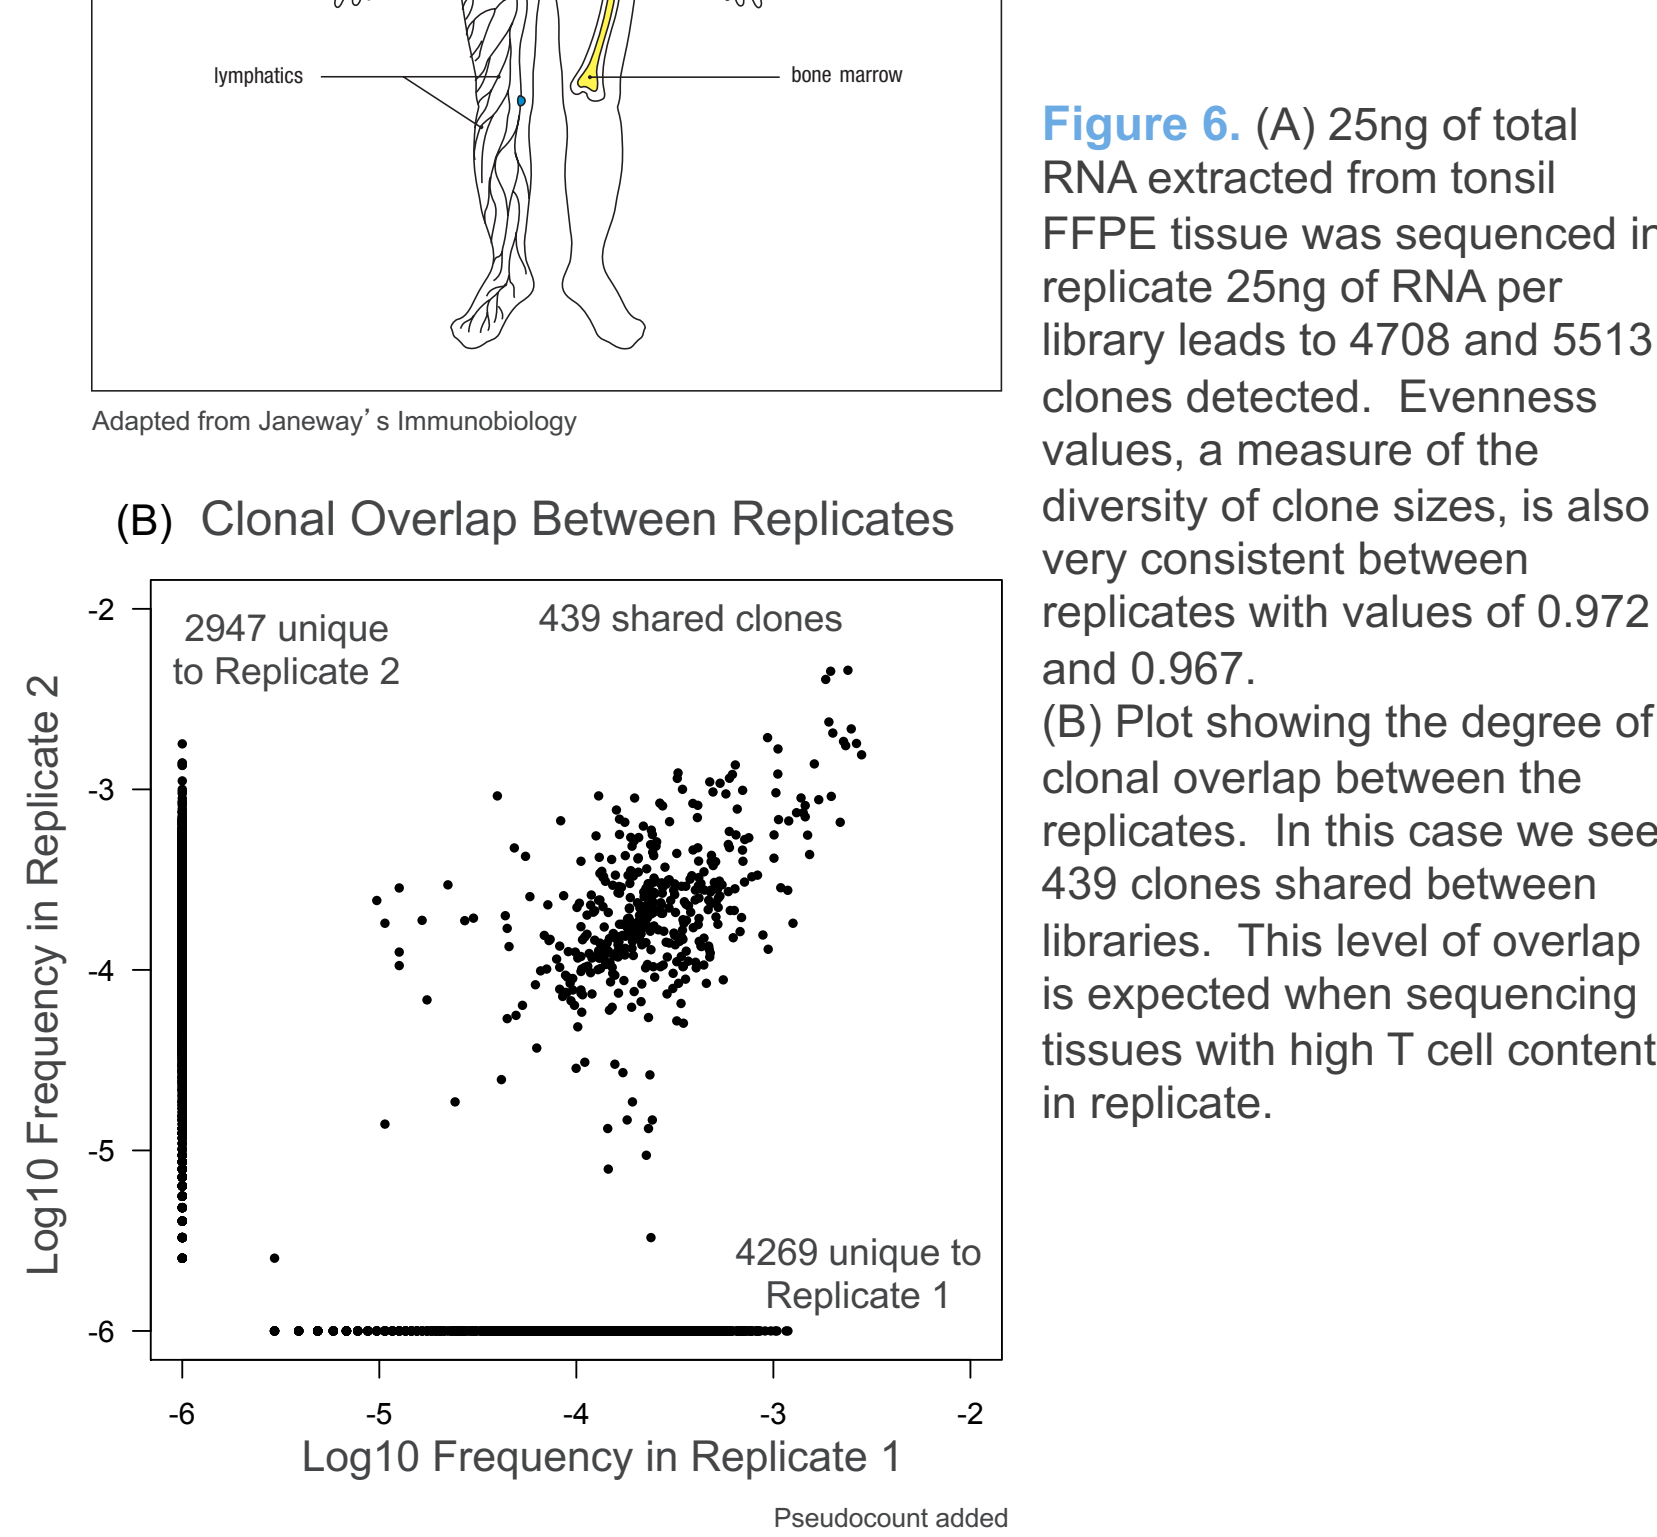 lymphatics
bone marrow
Adapted from Janeway’s Immunobiology
(B) Clonal Overlap Between Replicates
-2
-3
-4
-5
-6
Log10 Frequency in Replicate 2
2947 unique
to Replicate 2
439 shared clones
4269 unique to
Replicate 1
-6 -5 -4 -3 -2
Log10 Frequency in Replicate 1
Pseudocount added
Figure 6. (A) 25ng of total
RNA extracted from tonsil
FFPE tissue was sequenced in
replicate 25ng of RNA per
library leads to 4708 and 5513
clones detected.  Evenness
values, a measure of the
diversity of clone sizes, is also
very consistent between
replicates with values of 0.972
and 0.967.
(B) Plot showing the degree of
clonal overlap between the
replicates.  In this case we see
439 clones shared between
libraries.  This level of overlap
is expected when sequencing
tissues with high T cell content
in replicate.